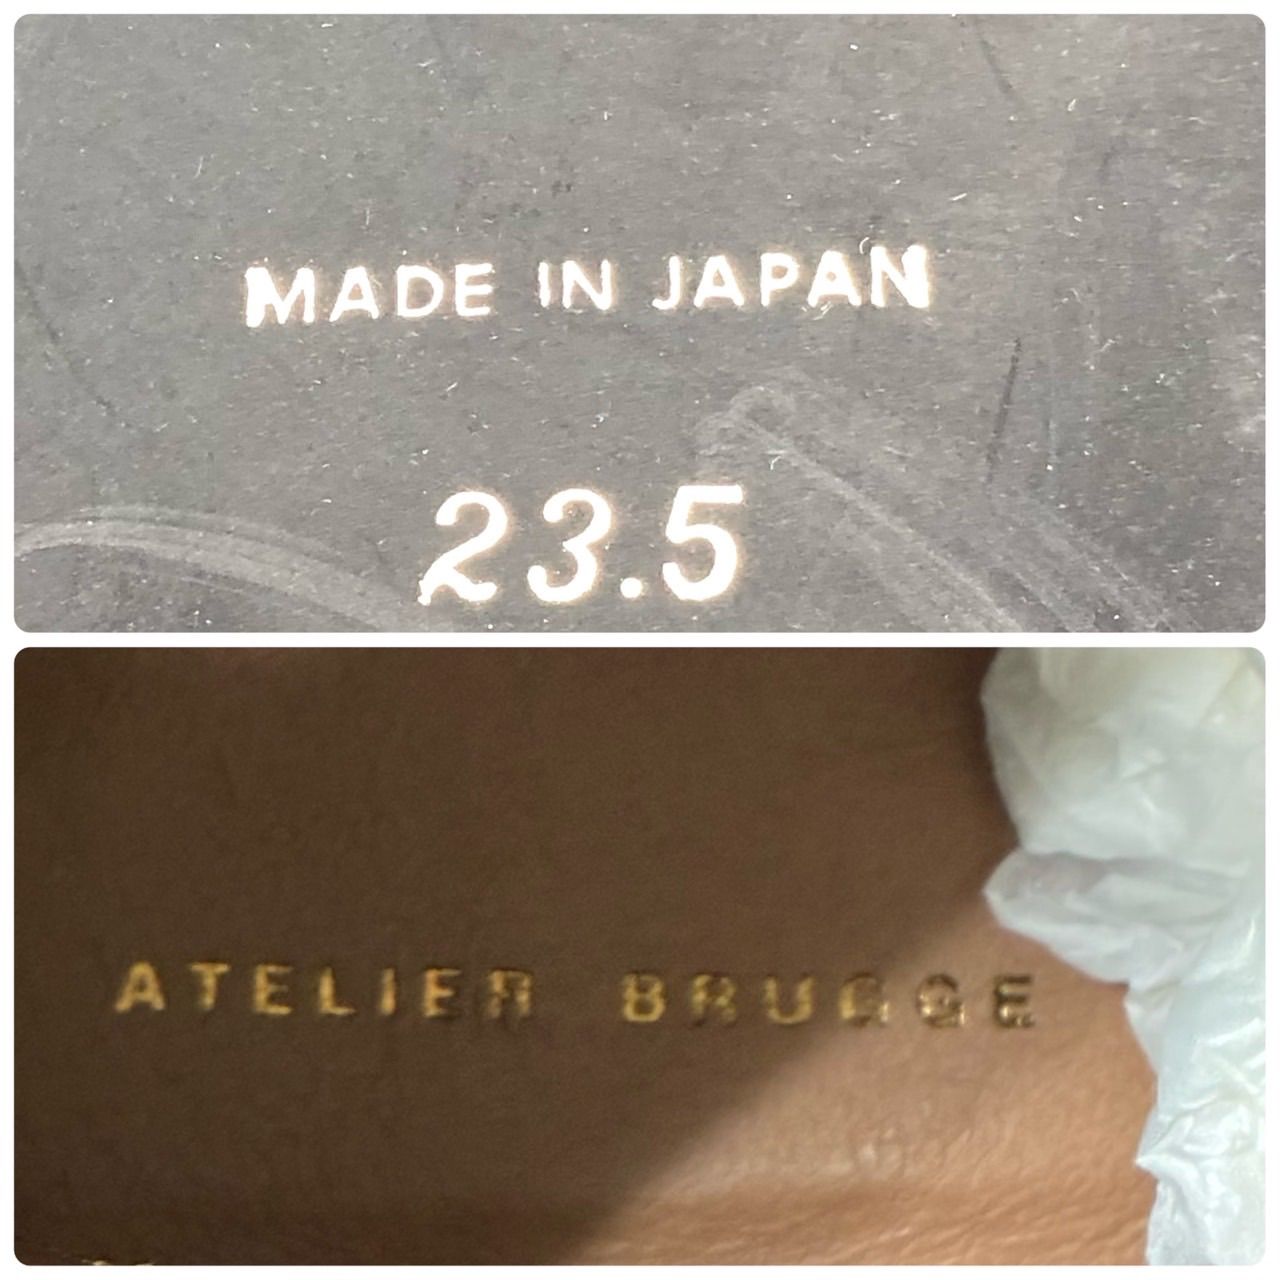 MADE IN JAPAN
23.5
ATELIER BRUGGE